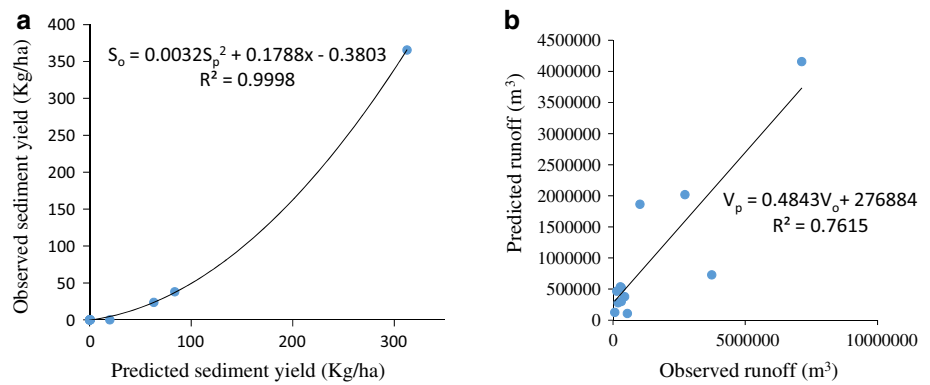 a
400
350
300
250
200
150
100
50
0
Observed sediment yield (Kg/ha)
Sₒ = 0.0032Sₚ² + 0.1788x - 0.3803
R² = 0.9998
0 100 200 300
Predicted sediment yield (Kg/ha)
b
4500000
4000000
3500000
3000000
2500000
2000000
1500000
1000000
500000
0
Predicted runoff (m³)
Vₚ = 0.4843Vₒ+ 276884
R² = 0.7615
0 5000000 10000000
Observed runoff (m³)